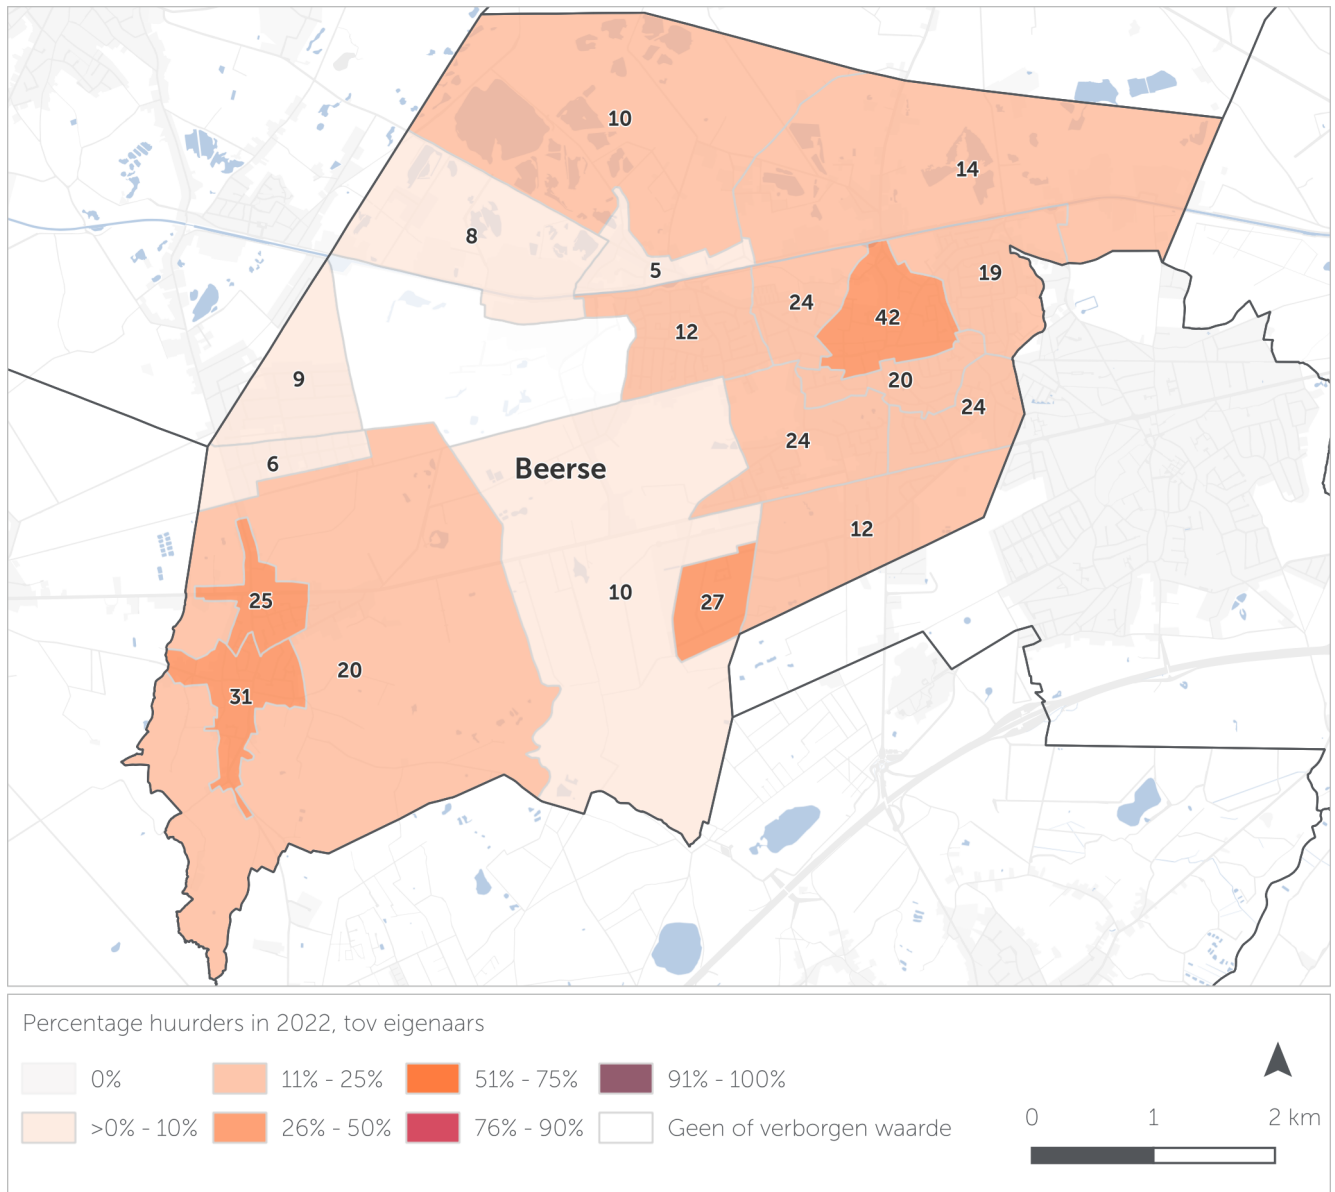 10
14
8
5
19
24
42
12
9
20
24
24
6
Beerse
12
10
27
25
20
31
Percentage huurders in 2022, tov eigenaars
0%
11% - 25%
51% - 75%
91% - 100%
>0% - 10%
26% - 50%
76% - 90%
Geen of verborgen waarde
0 1 2 km